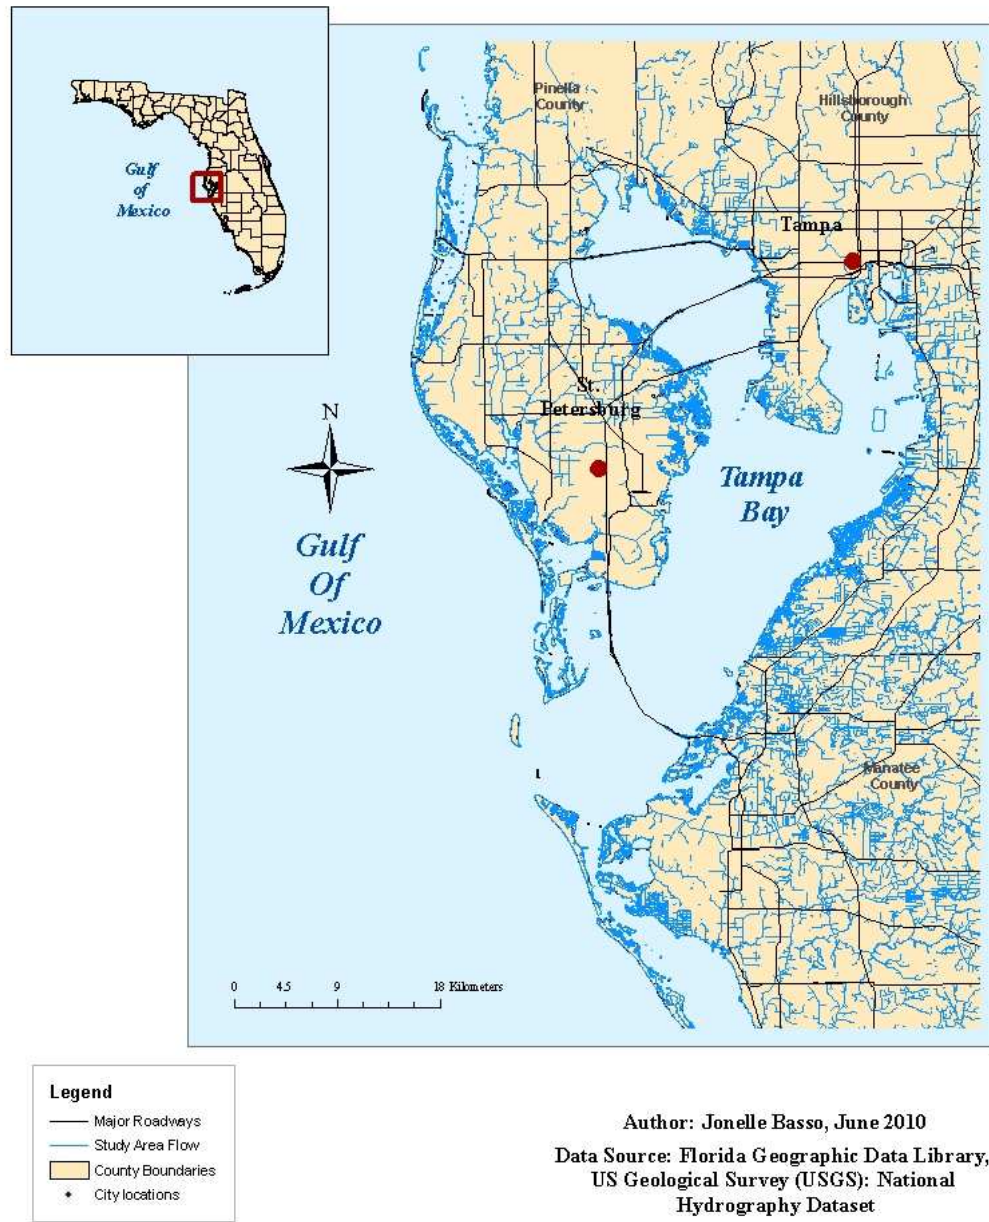 Gulf
of
Mexico
Pinella
County
Hillsborough
County
Tampa
St.
Petersburg
N
Tampa
Bay
Gulf
Of
Mexico
Manatee
County
0 4.5 9 18 Kilometers
Legend
Major Roadways
Study Area Flow
County Boundaries
City locations
Author: Jonelle Basso, June 2010
Data Source: Florida Geographic Data Library,
US Geological Survey (USGS): National
Hydrography Dataset